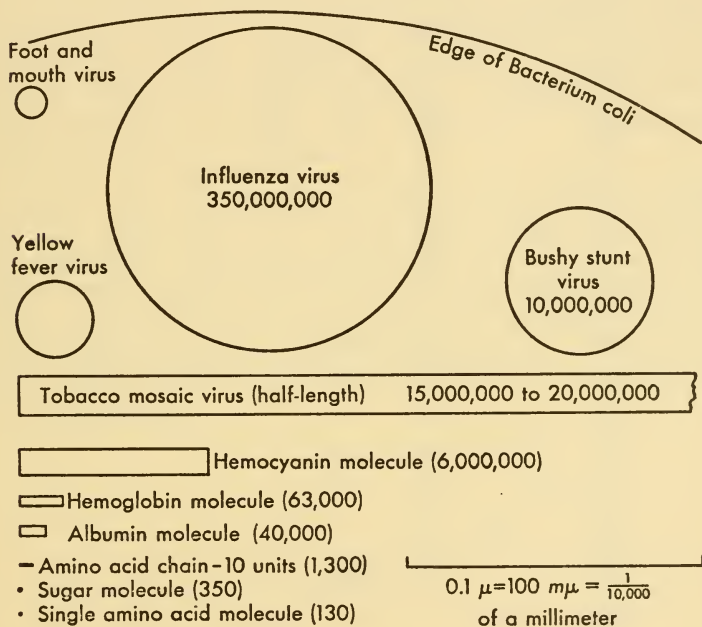 Foot and
mouth virus
Edge of Bacterium coli
Influenza virus
350,000,000
Yellow
fever virus
Bushy stunt
virus
10,000,000
Tobacco mosaic virus (half-length) 15,000,000 to 20,000,000
Hemocyanin molecule (6,000,000)
Hemoglobin molecule (63,000)
Albumin molecule (40,000)
Amino acid chain-10 units (1,300)
• Sugar molecule (350)
• Single amino acid molecule (130)
0.1 μ=100 mμ = 1/10,000
of a millimeter